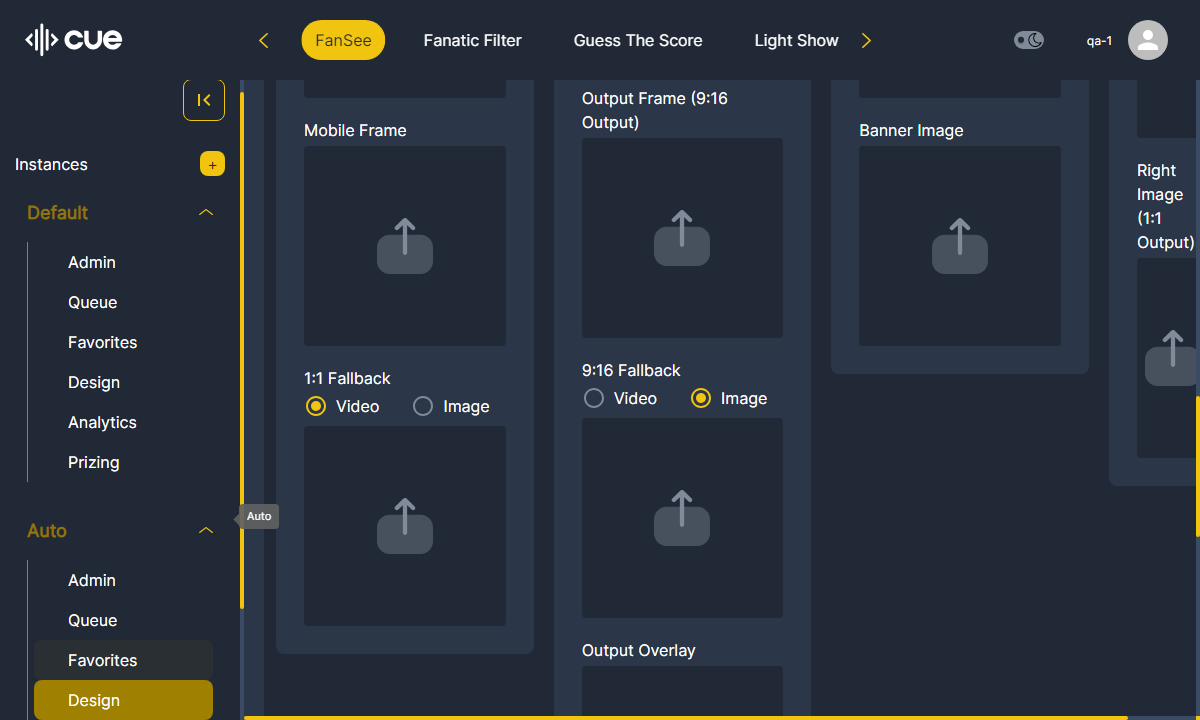 cue
FanSee
Fanatic Filter
Guess The Score
Light Show
qa-1
Instances
+
Default
Admin
Queue
Favorites
Design
Analytics
Prizing
Auto
Admin
Queue
Favorites
Design
Auto
Mobile Frame
1:1 Fallback
Video
Image
Output Frame (9:16
Output)
9:16 Fallback
Video
Image
Output Overlay
Banner Image
Right
Image
(1:1
Output)